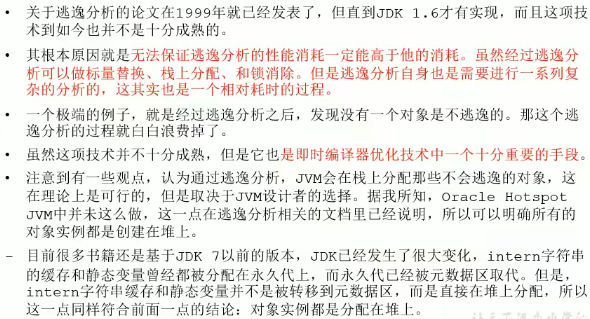 • 关于逃逸分析的论文在1999年就已经发表了,但直到JDK 1.6才有实现,而且这项技
术到如今也并不是十分成熟的。
• 其根本原因就是无法保证逃逸分析的性能消耗一定能高于他的消耗。虽然经过逃逸分
析可以做标量替换、栈上分配、和锁消除。但是逃逸分析自身也是需要进行一系列复
杂的分析的,这其实也是一个相对耗时的过程。
• 一个极端的例子,就是经过逃逸分析之后,发现没有一个对象是不逃逸的。那这个逃
逸分析的过程就白白浪费掉了。
• 虽然这项技术并不十分成熟,但是它也是即时编译器优化技术中一个十分重要的手段。
• 注意到有一些观点,认为通过逃逸分析,JVM会在栈上分配那些不会逃逸的对象,这
在理论上是可行的,但是取决于JVM设计者的选择。据我所知,Oracle Hotspot
JVM中并未这么做,这一点在逃逸分析相关的文档里已经说明,所以可以明确所有的
对象实例都是创建在堆上。
– 目前很多书籍还是基于JDK 7以前的版本,JDK已经发生了很大变化,intern字符串
的缓存和静态变量曾经都被分配在永久代上,而永久代已经被元数据区取代。但是,
intern字符串缓存和静态变量并不是被转移到元数据区,而是直接在堆上分配,所以
这一点同样符合前面一点的结论:对象实例都是分配在堆上。